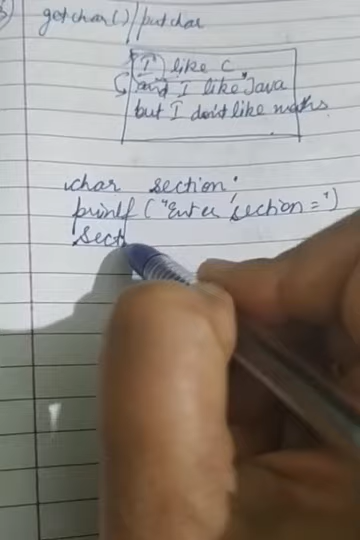 getchar()/putchar
I like C
and I like Java
but I don't like maths
char section;
printf ("Enter section = ")
sect